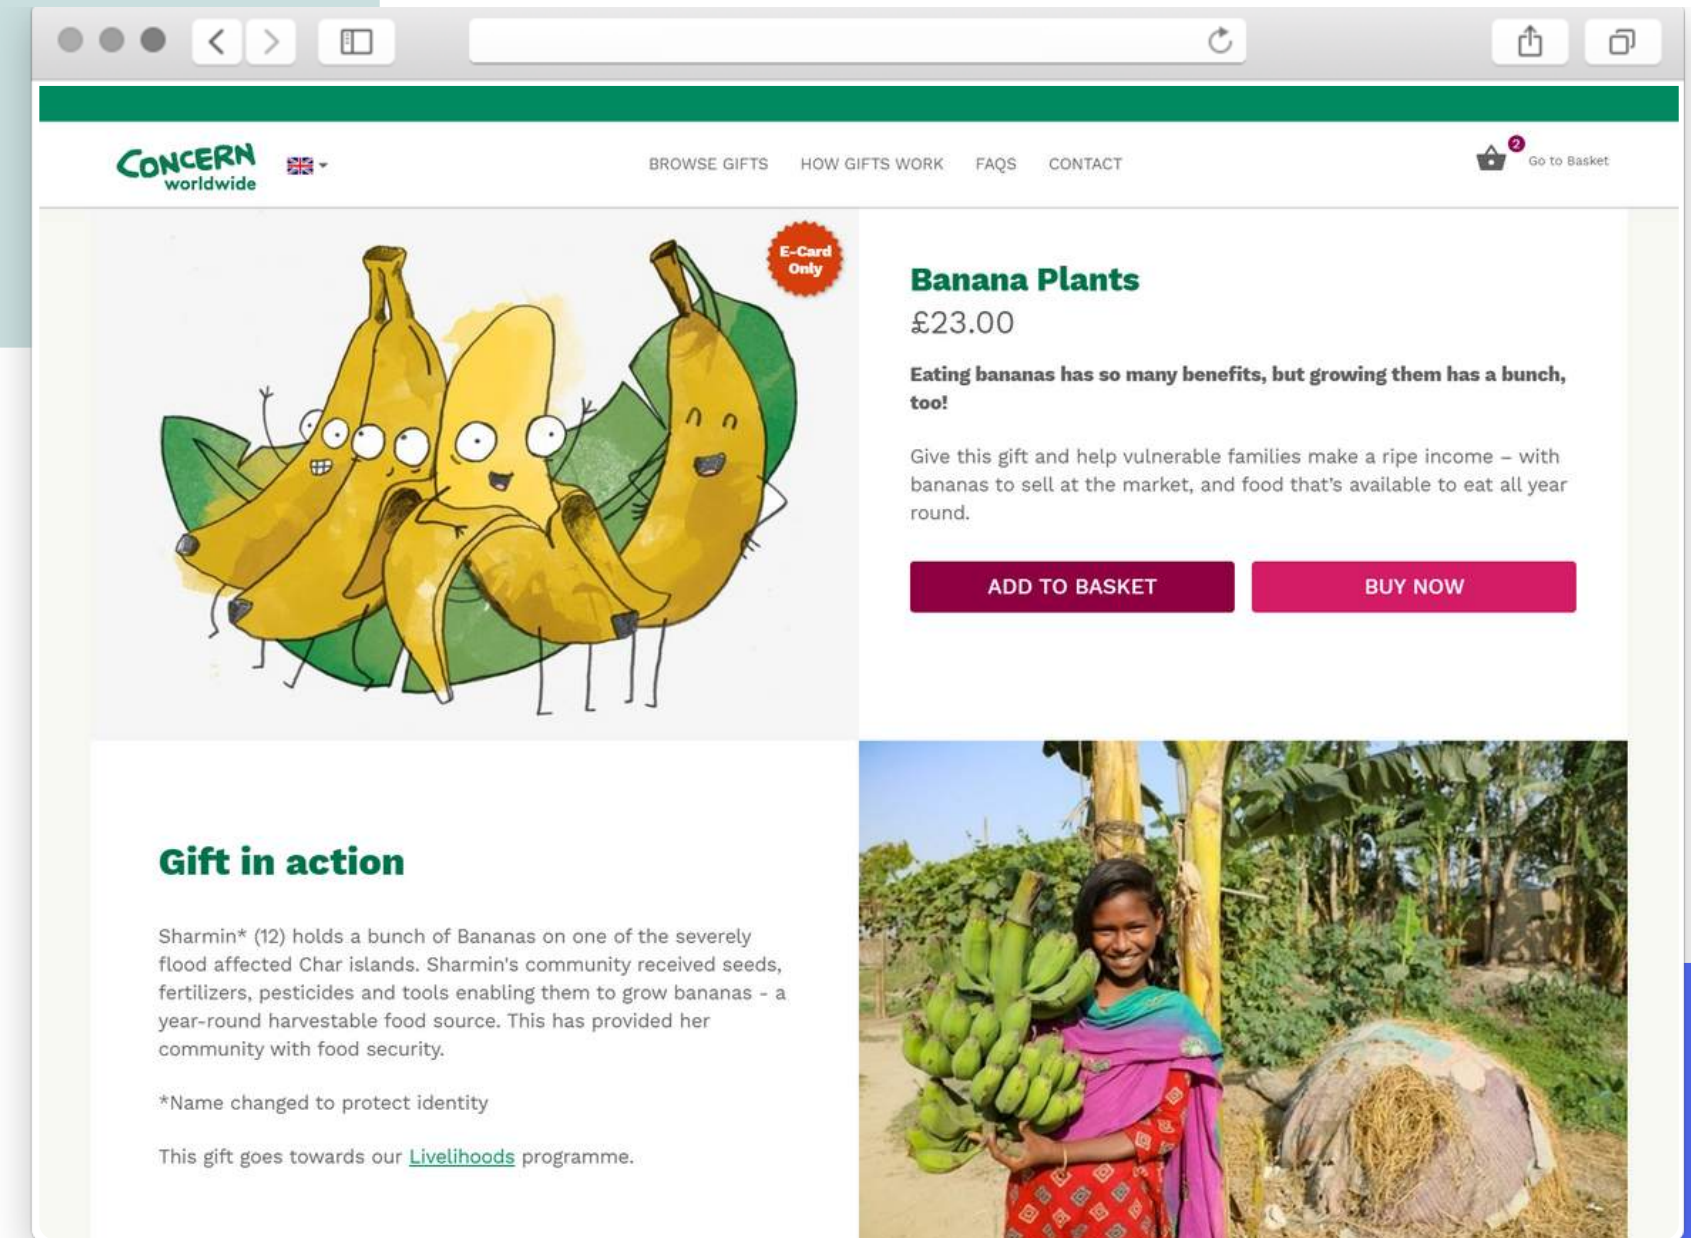 CONCERN
worldwide
BROWSE GIFTS HOW GIFTS WORK FAQS CONTACT
2
Go to Basket
E-Card
Only
Banana Plants
£23.00
Eating bananas has so many benefits, but growing them has a bunch,
too!
Give this gift and help vulnerable families make a ripe income – with
bananas to sell at the market, and food that's available to eat all year
round.
ADD TO BASKET BUY NOW
Gift in action
Sharmin* (12) holds a bunch of Bananas on one of the severely
flood affected Char islands. Sharmin's community received seeds,
fertilizers, pesticides and tools enabling them to grow bananas - a
year-round harvestable food source. This has provided her
community with food security.
*Name changed to protect identity
This gift goes towards our Livelihoods programme.